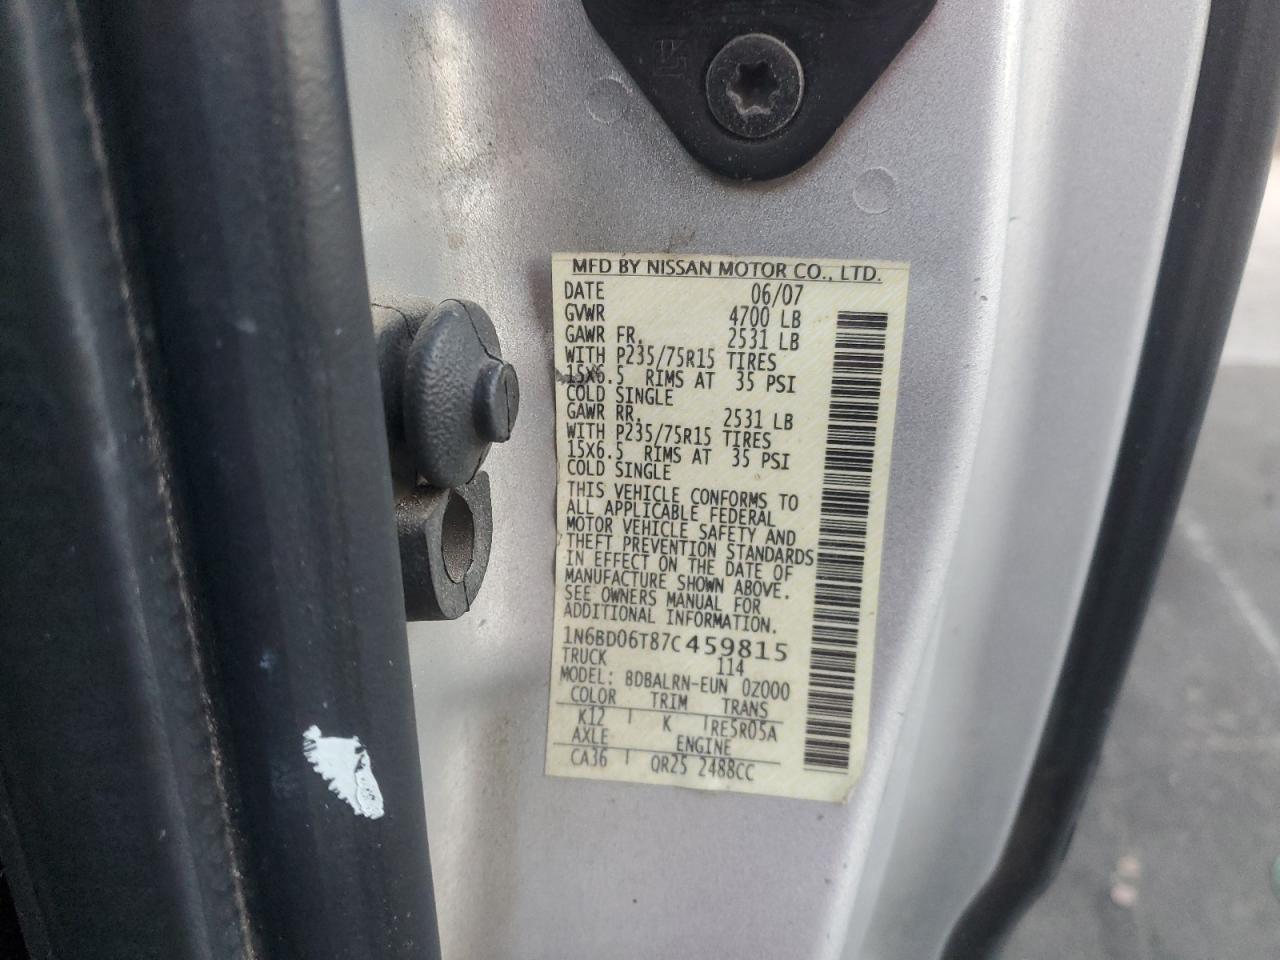 MFD BY NISSAN MOTOR CO., LTD.
DATE 06/07
GVWR 4700 LB
GAWR FR. 2531 LB
WITH P235/75R15 TIRES
15X6.5 RIMS AT 35 PSI
COLD SINGLE
GAWR RR. 2531 LB
WITH P235/75R15 TIRES
15X6.5 RIMS AT 35 PSI
COLD SINGLE
THIS VEHICLE CONFORMS TO
ALL APPLICABLE FEDERAL
MOTOR VEHICLE SAFETY AND
THEFT PREVENTION STANDARDS
IN EFFECT ON THE DATE OF
MANUFACTURE SHOWN ABOVE.
SEE OWNERS MANUAL FOR
ADDITIONAL INFORMATION.
1N6BD06T87C459815
TRUCK 114
MODEL: BDBALRN-EUN 0Z000
COLOR TRIM TRANS
K12 K RE5R05A
AXLE ENGINE
CA36 QR25 2488CC